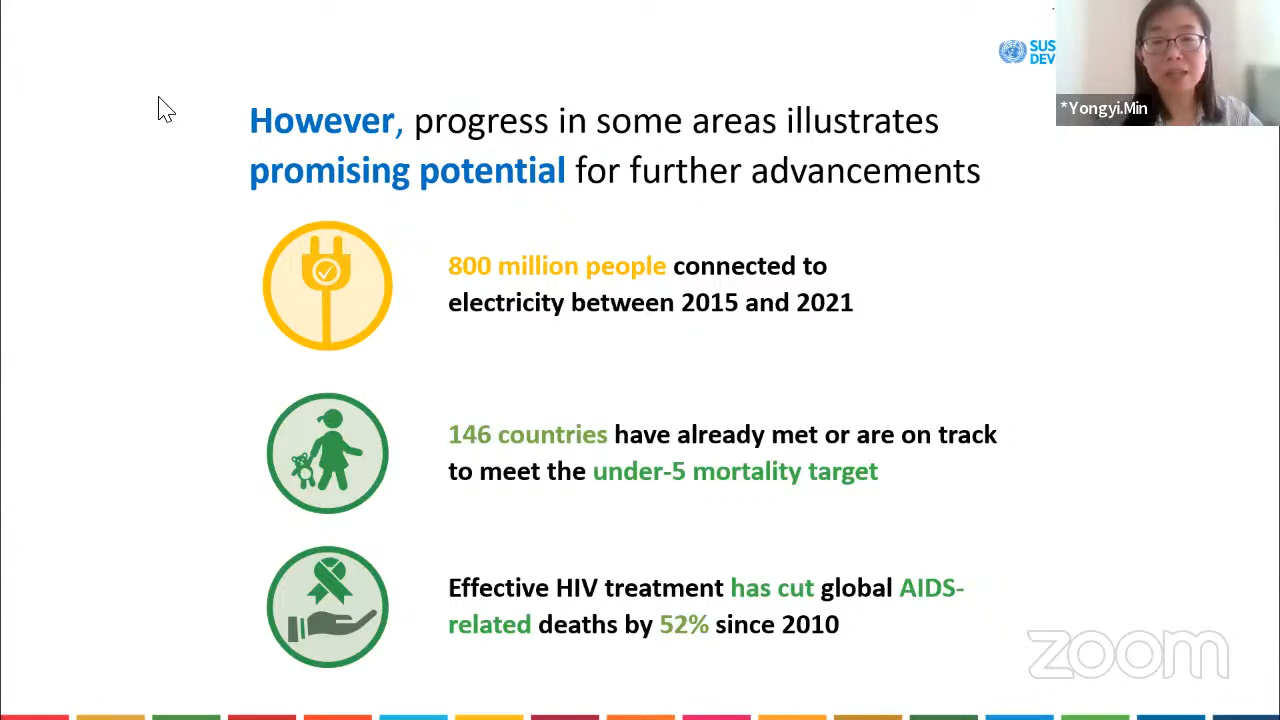 SUS
DEV
*Yongyi.Min
However, progress in some areas illustrates
promising potential for further advancements
800 million people connected to
electricity between 2015 and 2021
146 countries have already met or are on track
to meet the under-5 mortality target
Effective HIV treatment has cut global AIDS-
related deaths by 52% since 2010
zoom